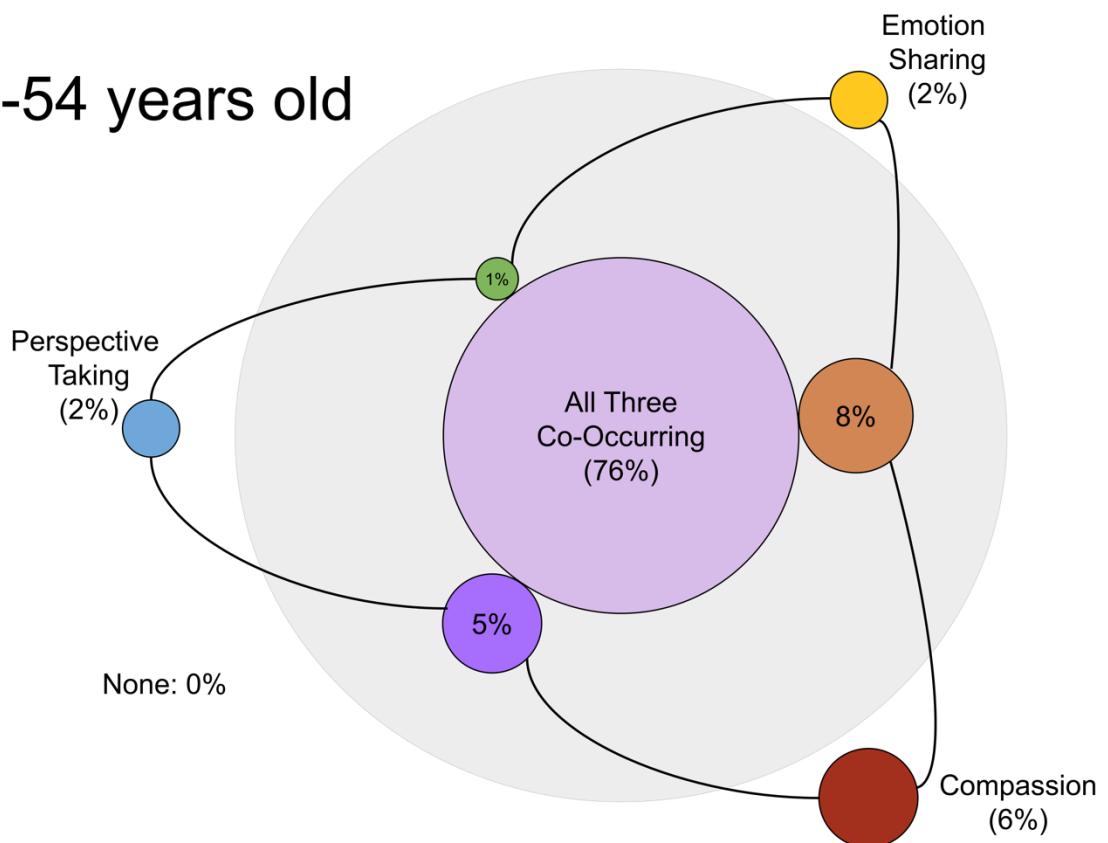 -54 years old
Emotion
Sharing
(2%)
1%
Perspective
Taking
(2%)
All Three
Co-Occurring
(76%)
8%
5%
None: 0%
Compassion
(6%)